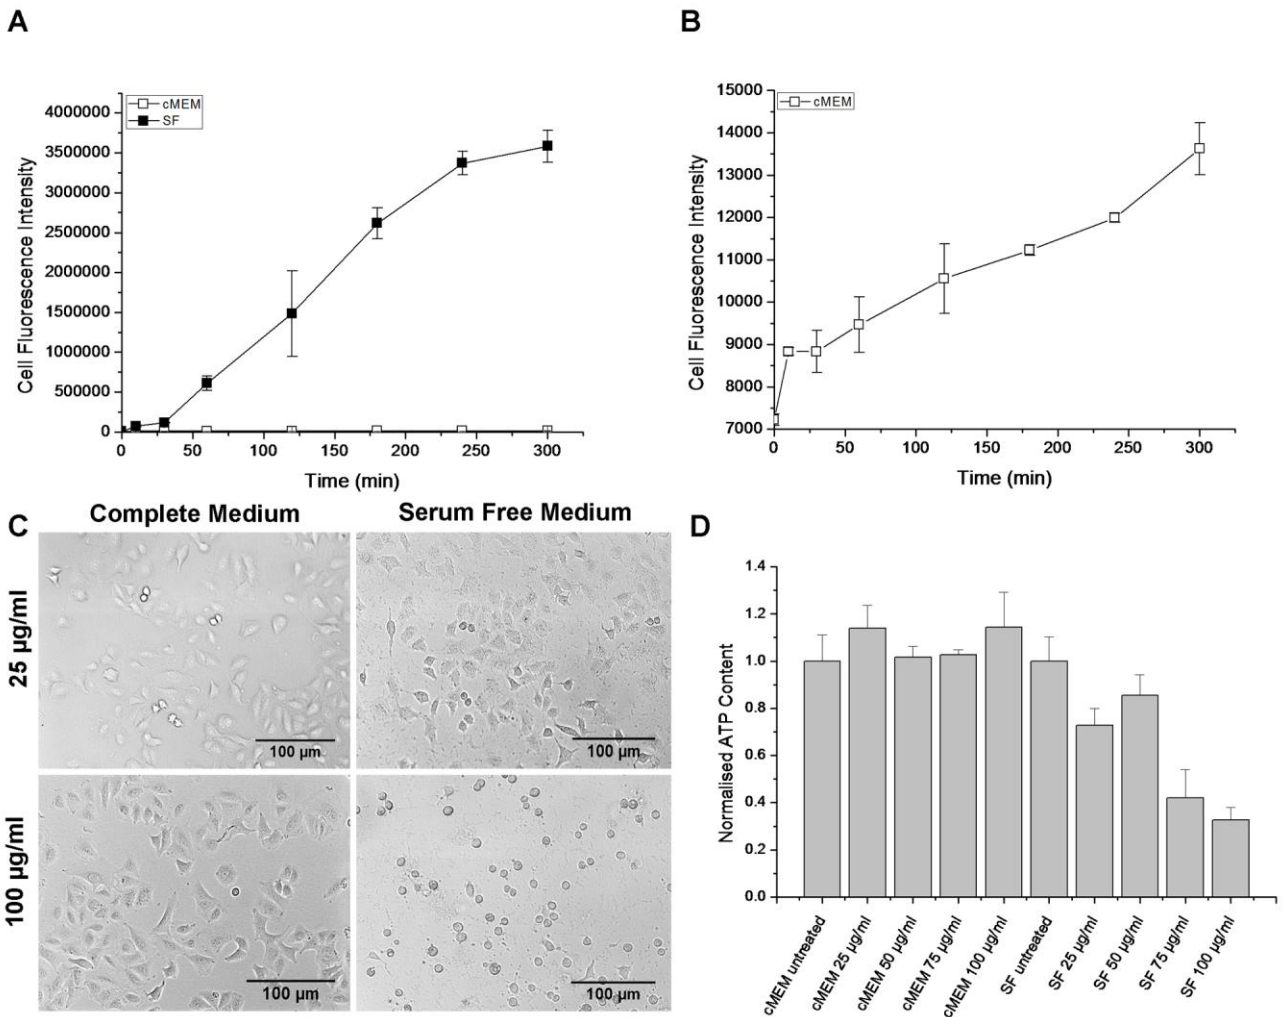 A
cMEM
SF
4000000
3500000
3000000
2500000
2000000
1500000
1000000
500000
0
Cell Fluorescence Intensity
0 50 100 150 200 250 300
Time (min)
B
cMEM
15000
14000
13000
12000
11000
10000
9000
8000
7000
Cell Fluorescence Intensity
0 50 100 150 200 250 300
Time (min)
C
Complete Medium
Serum Free Medium
25 µg/ml
100 µm
100 µm
100 µg/ml
100 µm
100 µm
D
1.4
1.2
1.0
0.8
0.6
0.4
0.2
0.0
Normalised ATP Content
cMEM untreated
cMEM 25 µg/ml
cMEM 50 µg/ml
cMEM 75 µg/ml
cMEM 100 µg/ml
SF untreated
SF 25 µg/ml
SF 50 µg/ml
SF 75 µg/ml
SF 100 µg/ml